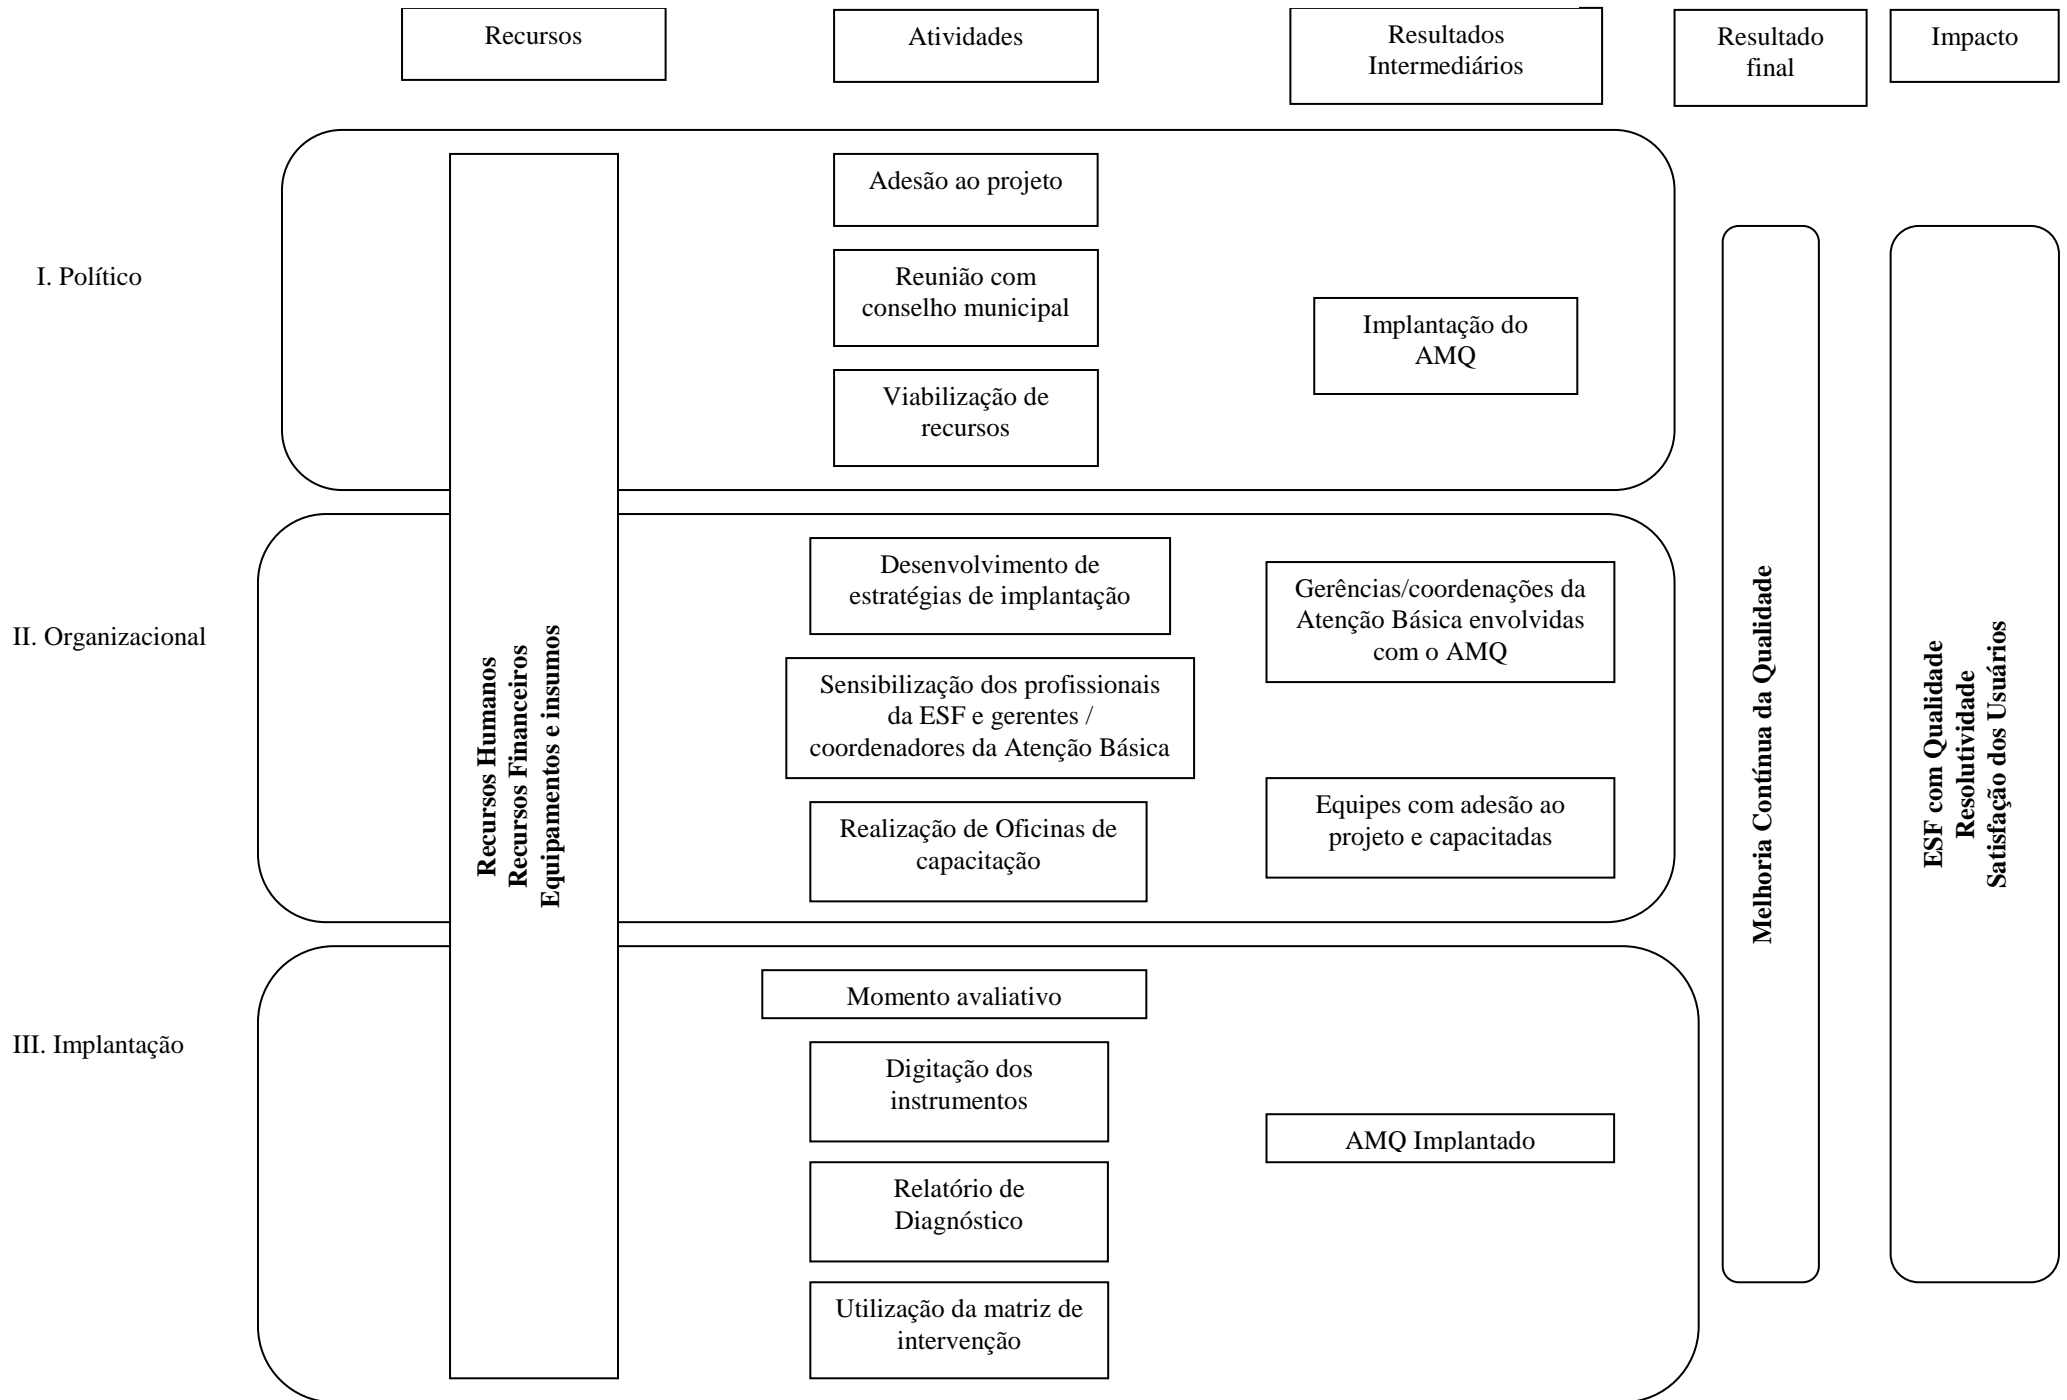 Recursos
Atividades
Resultados
Intermediários
Resultado
final
Impacto
I. Político
Adesão ao projeto
Reunião com
conselho municipal
Viabilização de
recursos
Implantação do
AMQ
II. Organizacional
Recursos Humanos
Recursos Financeiros
Equipamentos e insumos
Desenvolvimento de
estratégias de implantação
Sensibilização dos profissionais
da ESF e gerentes /
coordenadores da Atenção Básica
Realização de Oficinas de
capacitação
Gerências/coordenações da
Atenção Básica envolvidas
com o AMQ
Equipes com adesão ao
projeto e capacitadas
Melhoria Contínua da Qualidade
ESF com Qualidade
Resolutividade
Satisfação dos Usuários
III. Implantação
Momento avaliativo
Digitação dos
instrumentos
Relatório de
Diagnóstico
Utilização da matriz de
intervenção
AMQ Implantado